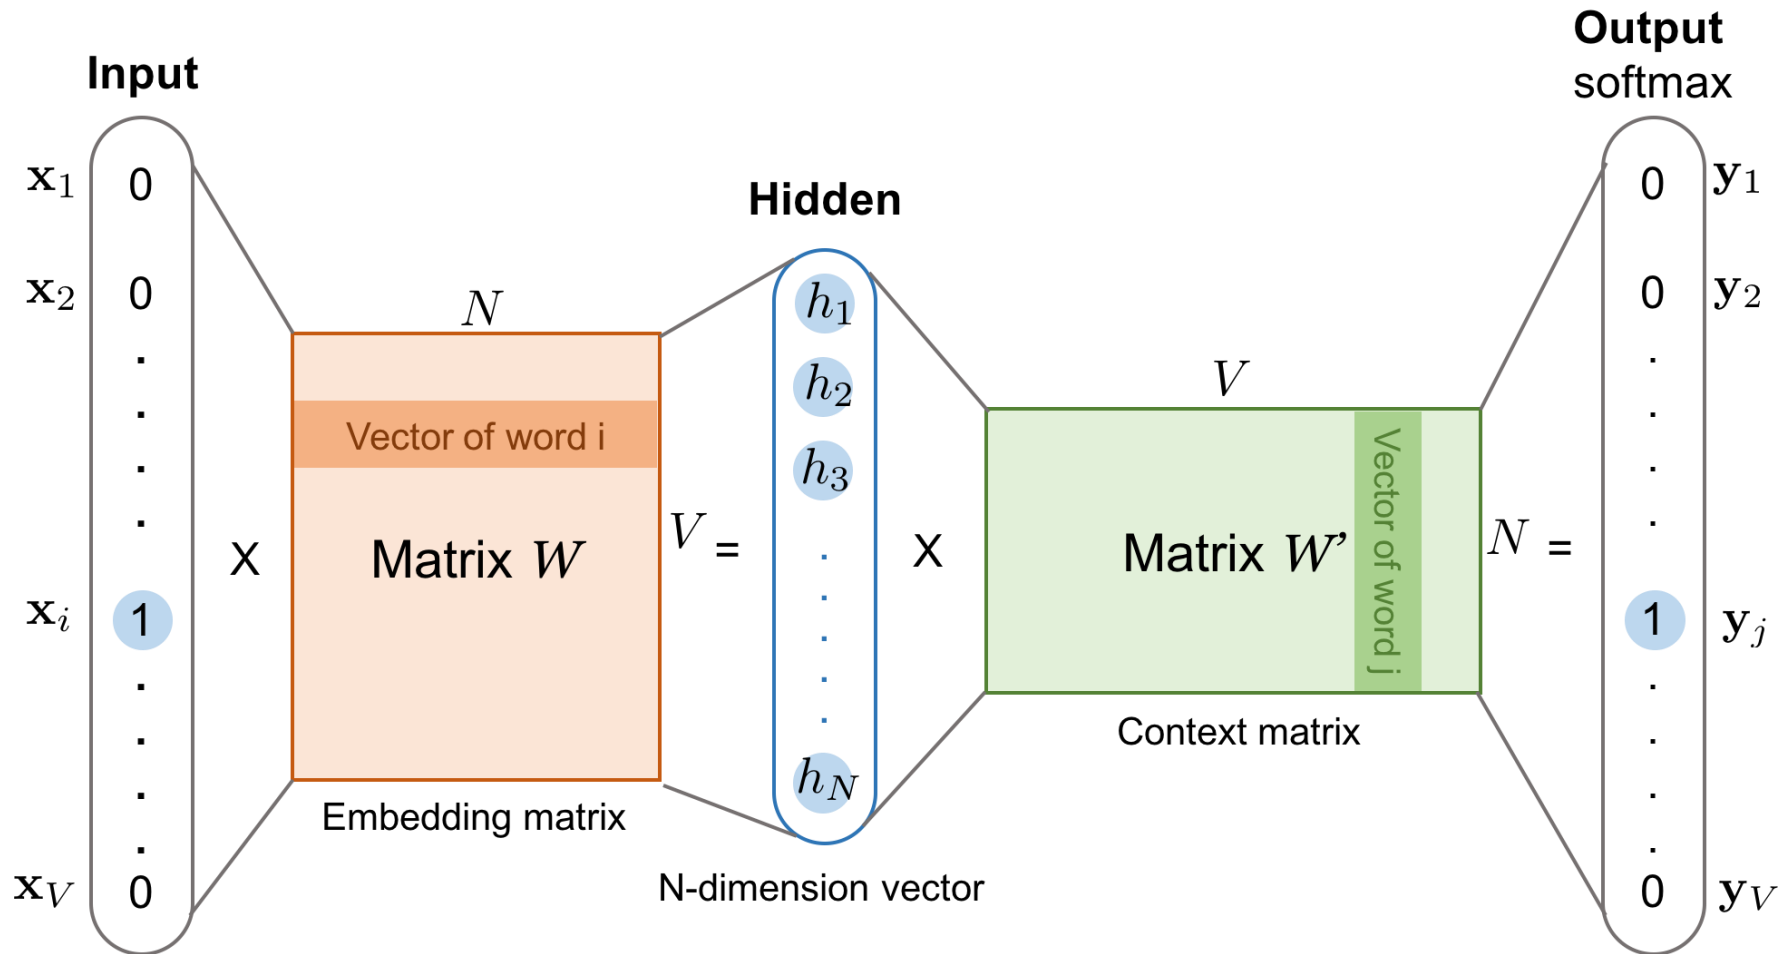 Input
x1 0
x2 0
xi 1
xV 0
X
N
Vector of word i
Matrix W
V =
Embedding matrix
Hidden
h1
h2
h3
hN
N-dimension vector
X
V
Matrix W’
Vector of word j
N =
Context matrix
Output
softmax
0 y1
0 y2
1 yj
0 yV